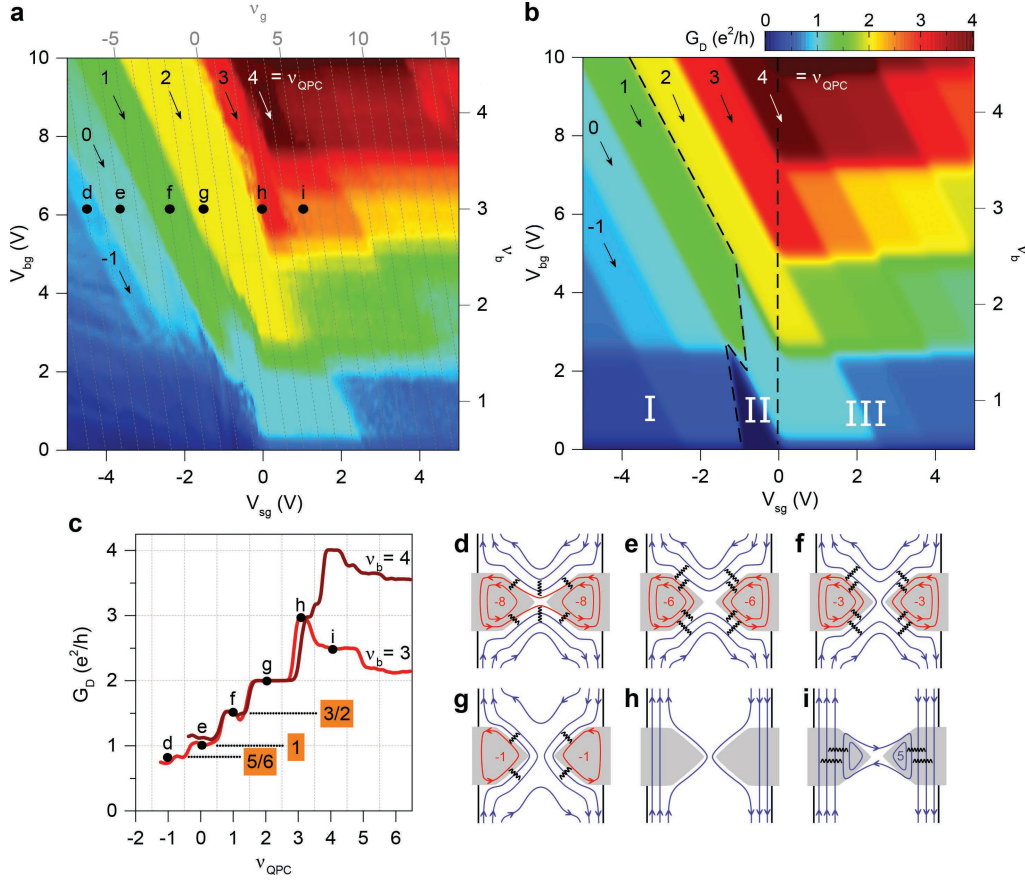 a
ν_g
-5
0
5
10
15
1
2
3
4 = ν_QPC
0
-1
d
e
f
g
h
i
10
8
6
4
2
0
V_bg (V)
4
3
2
1
ν_b
-4
-2
0
2
4
V_sg (V)
b
G_D (e²/h)
0
1
2
3
4
1
2
3
4 = ν_QPC
0
-1
I
II
III
10
8
6
4
2
0
V_bg (V)
4
3
2
1
ν_b
-4
-2
0
2
4
V_sg (V)
c
4
3
2
1
0
G_D (e²/h)
ν_b = 4
ν_b = 3
d
e
f
g
h
i
3/2
1
5/6
-2
-1
0
1
2
3
4
5
6
ν_QPC
d
-8
-8
e
-6
-6
f
-3
-3
g
-1
-1
h
i
5